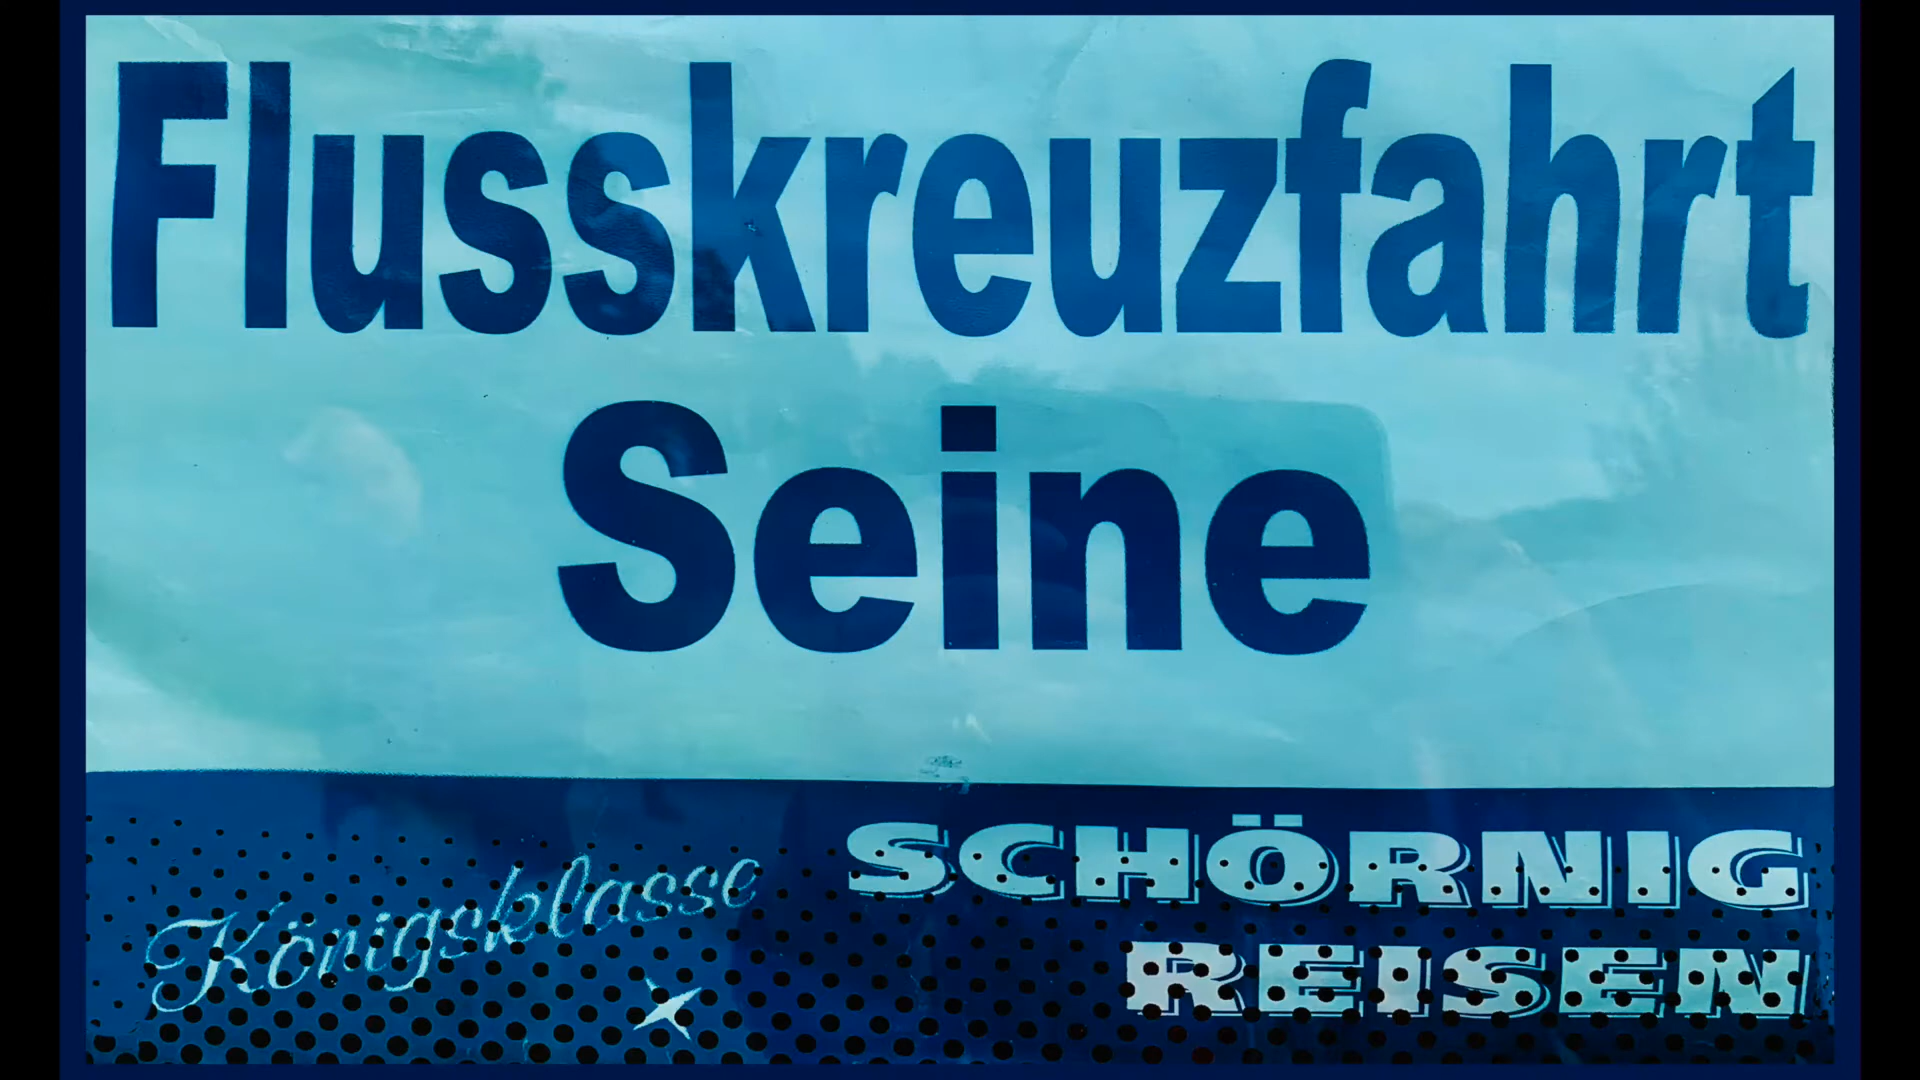 Flusskreuzfahrt
Seine
Königsklasse
SCHÖRNIG
REISEN